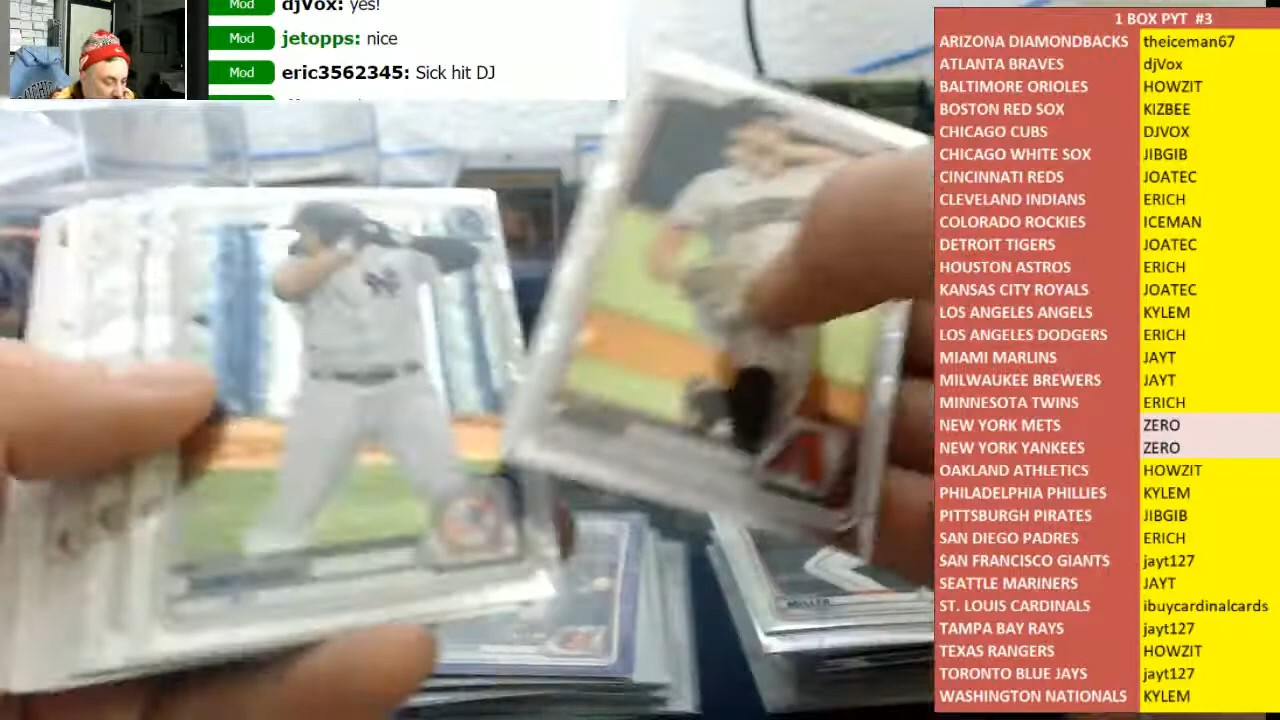 Mod djVox: yes!
Mod jetopps: nice
Mod eric3562345: Sick hit DJ
1 BOX PYT #3
ARIZONA DIAMONDBACKS theiceman67
ATLANTA BRAVES djVox
BALTIMORE ORIOLES HOWZIT
BOSTON RED SOX KIZBEE
CHICAGO CUBS DJVOX
CHICAGO WHITE SOX JIBGIB
CINCINNATI REDS JOATEC
CLEVELAND INDIANS ERICH
COLORADO ROCKIES ICEMAN
DETROIT TIGERS JOATEC
HOUSTON ASTROS ERICH
KANSAS CITY ROYALS JOATEC
LOS ANGELES ANGELS KYLEM
LOS ANGELES DODGERS ERICH
MIAMI MARLINS JAYT
MILWAUKEE BREWERS JAYT
MINNESOTA TWINS ERICH
NEW YORK METS ZERO
NEW YORK YANKEES ZERO
OAKLAND ATHLETICS HOWZIT
PHILADELPHIA PHILLIES KYLEM
PITTSBURGH PIRATES JIBGIB
SAN DIEGO PADRES ERICH
SAN FRANCISCO GIANTS jayt127
SEATTLE MARINERS JAYT
ST. LOUIS CARDINALS ibuycardinalcards
TAMPA BAY RAYS jayt127
TEXAS RANGERS HOWZIT
TORONTO BLUE JAYS jayt127
WASHINGTON NATIONALS KYLEM
MILLER